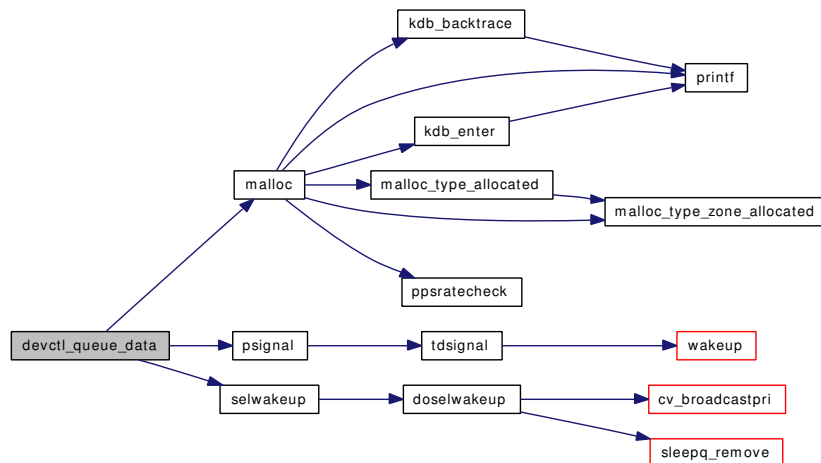 kdb_backtrace
printf
kdb_enter
malloc
malloc_type_allocated
malloc_type_zone_allocated
ppsratecheck
devctl_queue_data
psignal
tdsignal
wakeup
selwakeup
doselwakeup
cv_broadcastpri
sleepq_remove